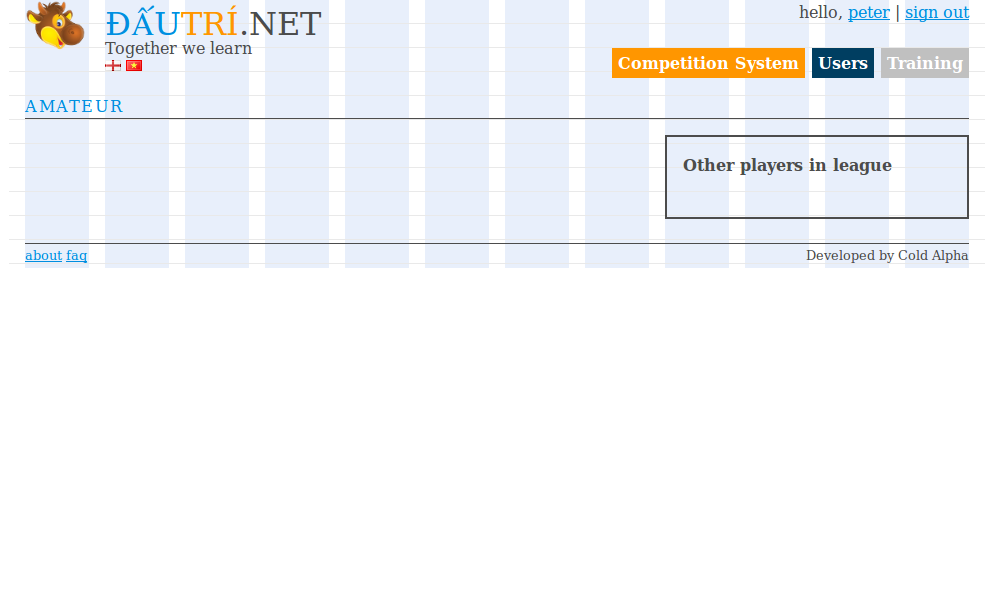 ĐẤUTRÍ.NET
Together we learn
hello, peter | sign out
Competition System Users Training
AMATEUR
Other players in league
about faq
Developed by Cold Alpha